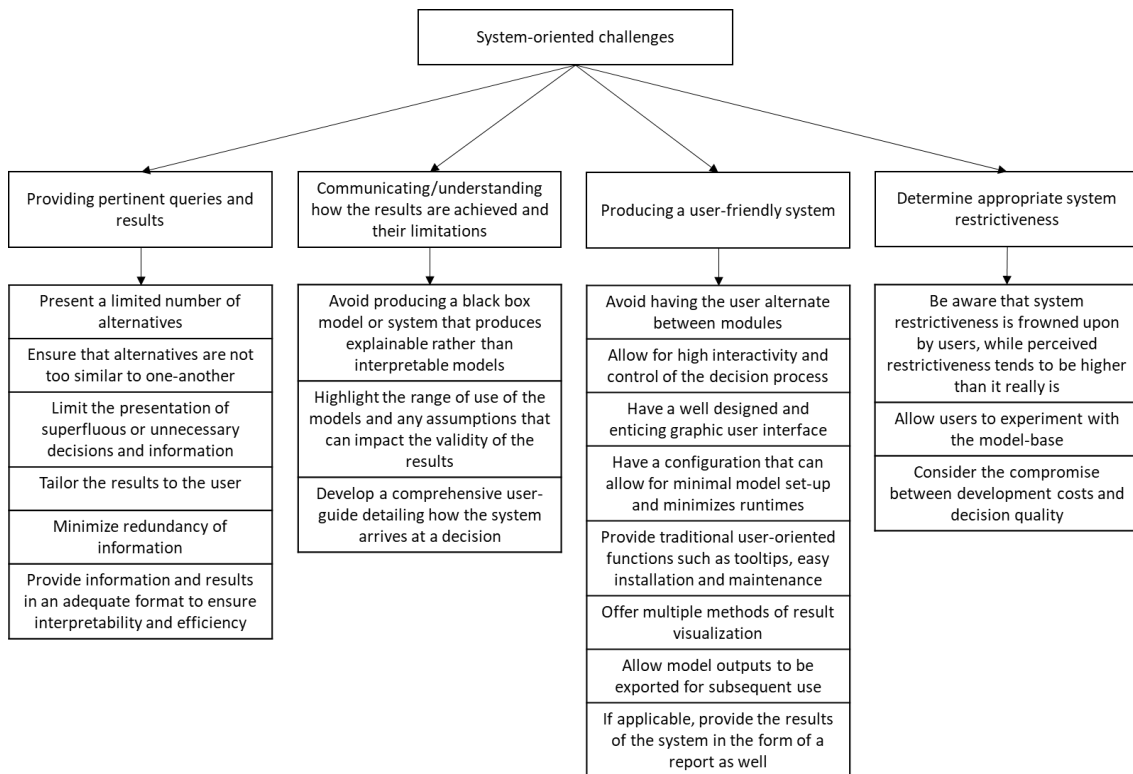 System-oriented challenges
Providing pertinent queries and
results
Communicating/understanding
how the results are achieved and
their limitations
Producing a user-friendly system
Determine appropriate system
restrictiveness
Present a limited number of
alternatives
Ensure that alternatives are not
too similar to one-another
Limit the presentation of
superfluous or unnecessary
decisions and information
Tailor the results to the user
Minimize redundancy of
information
Provide information and results
in an adequate format to ensure
interpretability and efficiency
Avoid producing a black box
model or system that produces
explainable rather than
interpretable models
Highlight the range of use of the
models and any assumptions that
can impact the validity of the
results
Develop a comprehensive user-
guide detailing how the system
arrives at a decision
Avoid having the user alternate
between modules
Allow for high interactivity and
control of the decision process
Have a well designed and
enticing graphic user interface
Have a configuration that can
allow for minimal model set-up
and minimizes runtimes
Provide traditional user-oriented
functions such as tooltips, easy
installation and maintenance
Offer multiple methods of result
visualization
Allow model outputs to be
exported for subsequent use
If applicable, provide the results
of the system in the form of a
report as well
Be aware that system
restrictiveness is frowned upon
by users, while perceived
restrictiveness tends to be higher
than it really is
Allow users to experiment with
the model-base
Consider the compromise
between development costs and
decision quality